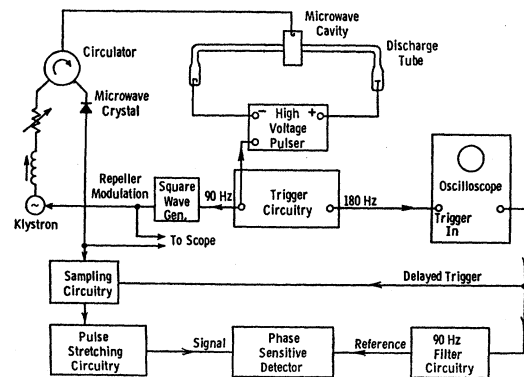 Microwave
Cavity
Circulator
Discharge
Tube
Microwave
Crystal
− High +
Voltage
Pulser
Repeller
Modulation
Square
Wave
Gen.
90 Hz
Trigger
Circuitry
180 Hz
Oscilloscope
Trigger
In
Klystron
To Scope
Sampling
Circuitry
Delayed Trigger
Pulse
Stretching
Circuitry
Signal
Phase
Sensitive
Detector
Reference
90 Hz
Filter
Circuitry